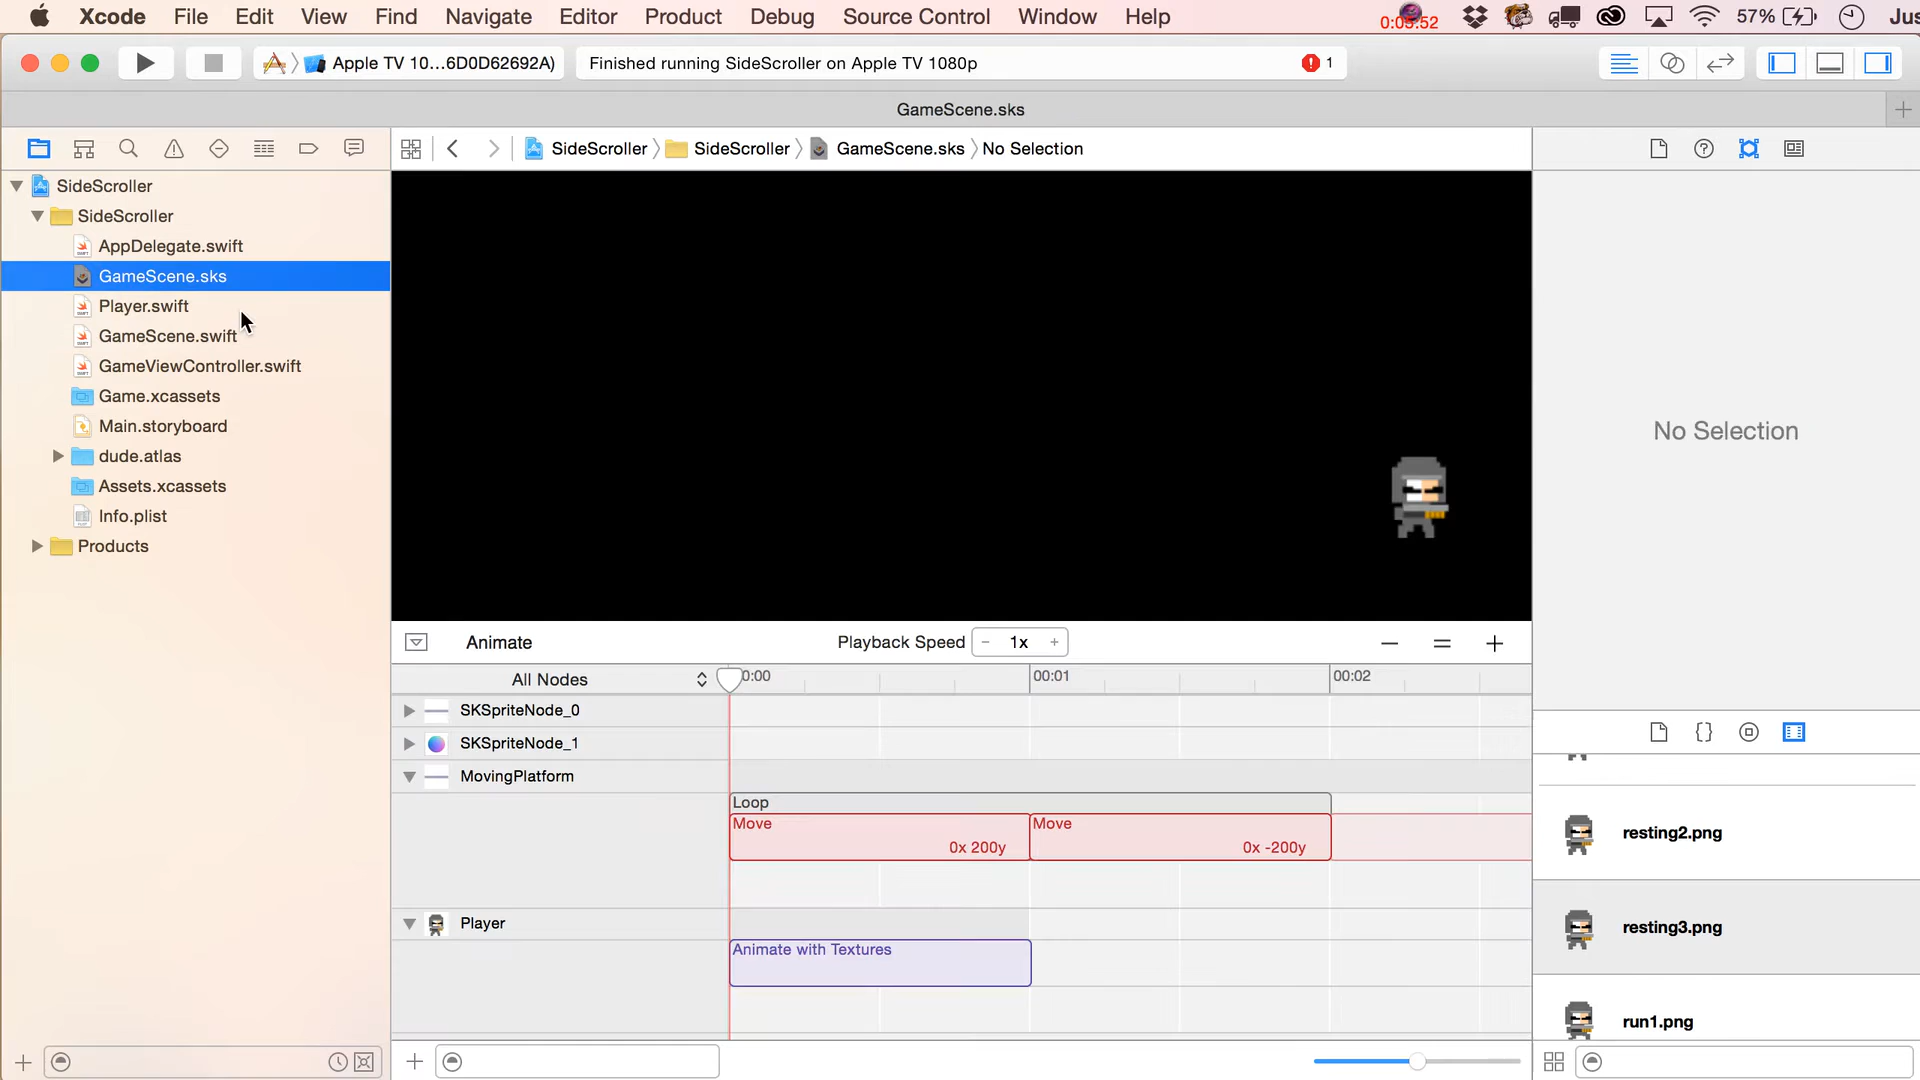 Xcode File Edit View Find Navigate Editor Product Debug Source Control Window Help 0:05:52 57% Jus
Apple TV 10...6D0D62692A) Finished running SideScroller on Apple TV 1080p 1
GameScene.sks
SideScroller SideScroller GameScene.sks No Selection
SideScroller
SideScroller
AppDelegate.swift
GameScene.sks
Player.swift
GameScene.swift
GameViewController.swift
Game.xcassets
Main.storyboard
dude.atlas
Assets.xcassets
Info.plist
Products
No Selection
Animate Playback Speed - 1x +
All Nodes 0:00 00:01 00:02
SKSpriteNode_0
SKSpriteNode_1
MovingPlatform
Loop
Move Move
0x 200y 0x -200y
Player
Animate with Textures
resting2.png
resting3.png
run1.png